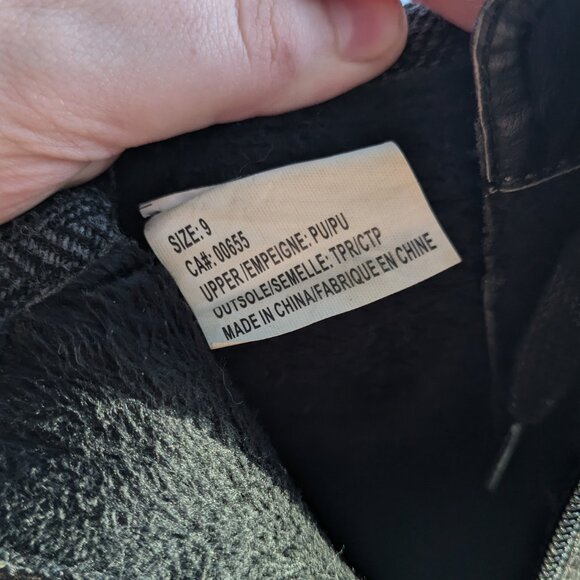 SIZE: 9
CA#: 00655
UPPER/EMPEIGNE: PU/PU
OUTSOLE/SEMELLE: TPR/CTP
MADE IN CHINA/FABRIQUE EN CHINE